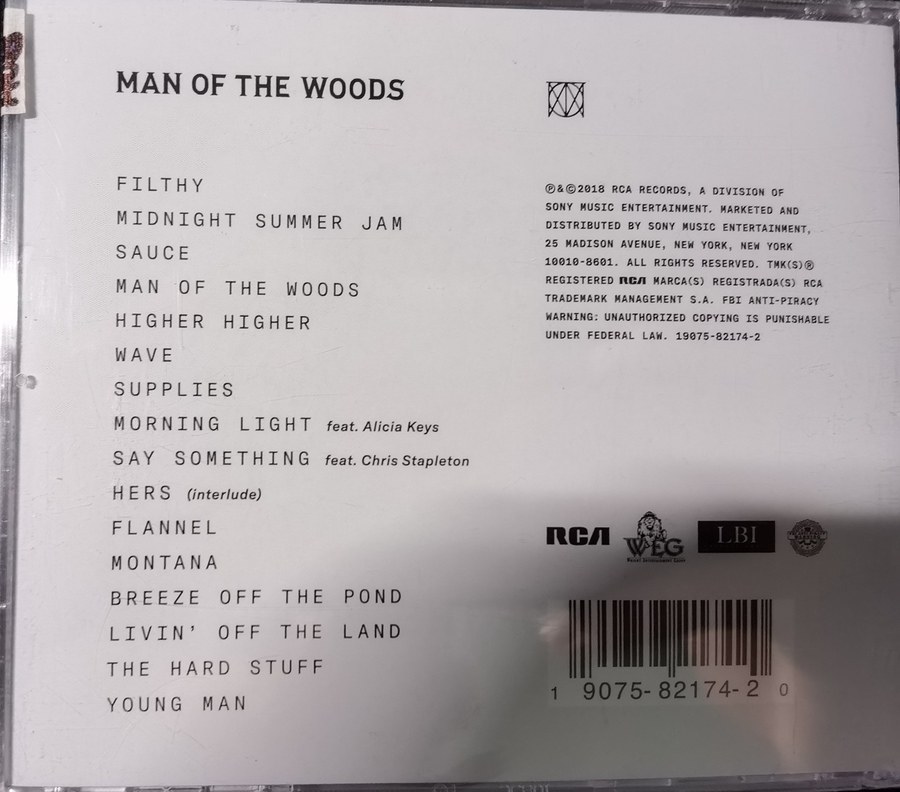 MAN OF THE WOODS
FILTHY
MIDNIGHT SUMMER JAM
SAUCE
MAN OF THE WOODS
HIGHER HIGHER
WAVE
SUPPLIES
MORNING LIGHT feat. Alicia Keys
SAY SOMETHING feat. Chris Stapleton
HERS (interlude)
FLANNEL
MONTANA
BREEZE OFF THE POND
LIVIN' OFF THE LAND
THE HARD STUFF
YOUNG MAN
℗&©2018 RCA RECORDS, A DIVISION OF
SONY MUSIC ENTERTAINMENT. MARKETED AND
DISTRIBUTED BY SONY MUSIC ENTERTAINMENT,
25 MADISON AVENUE, NEW YORK, NEW YORK
10010-8601. ALL RIGHTS RESERVED. TMK(S)®
REGISTERED RCA MARCA(S) REGISTRADA(S) RCA
TRADEMARK MANAGEMENT S.A. FBI ANTI-PIRACY
WARNING: UNAUTHORIZED COPYING IS PUNISHABLE
UNDER FEDERAL LAW. 19075-82174-2
RCA WEG LBI
1 9075-82174-2 0